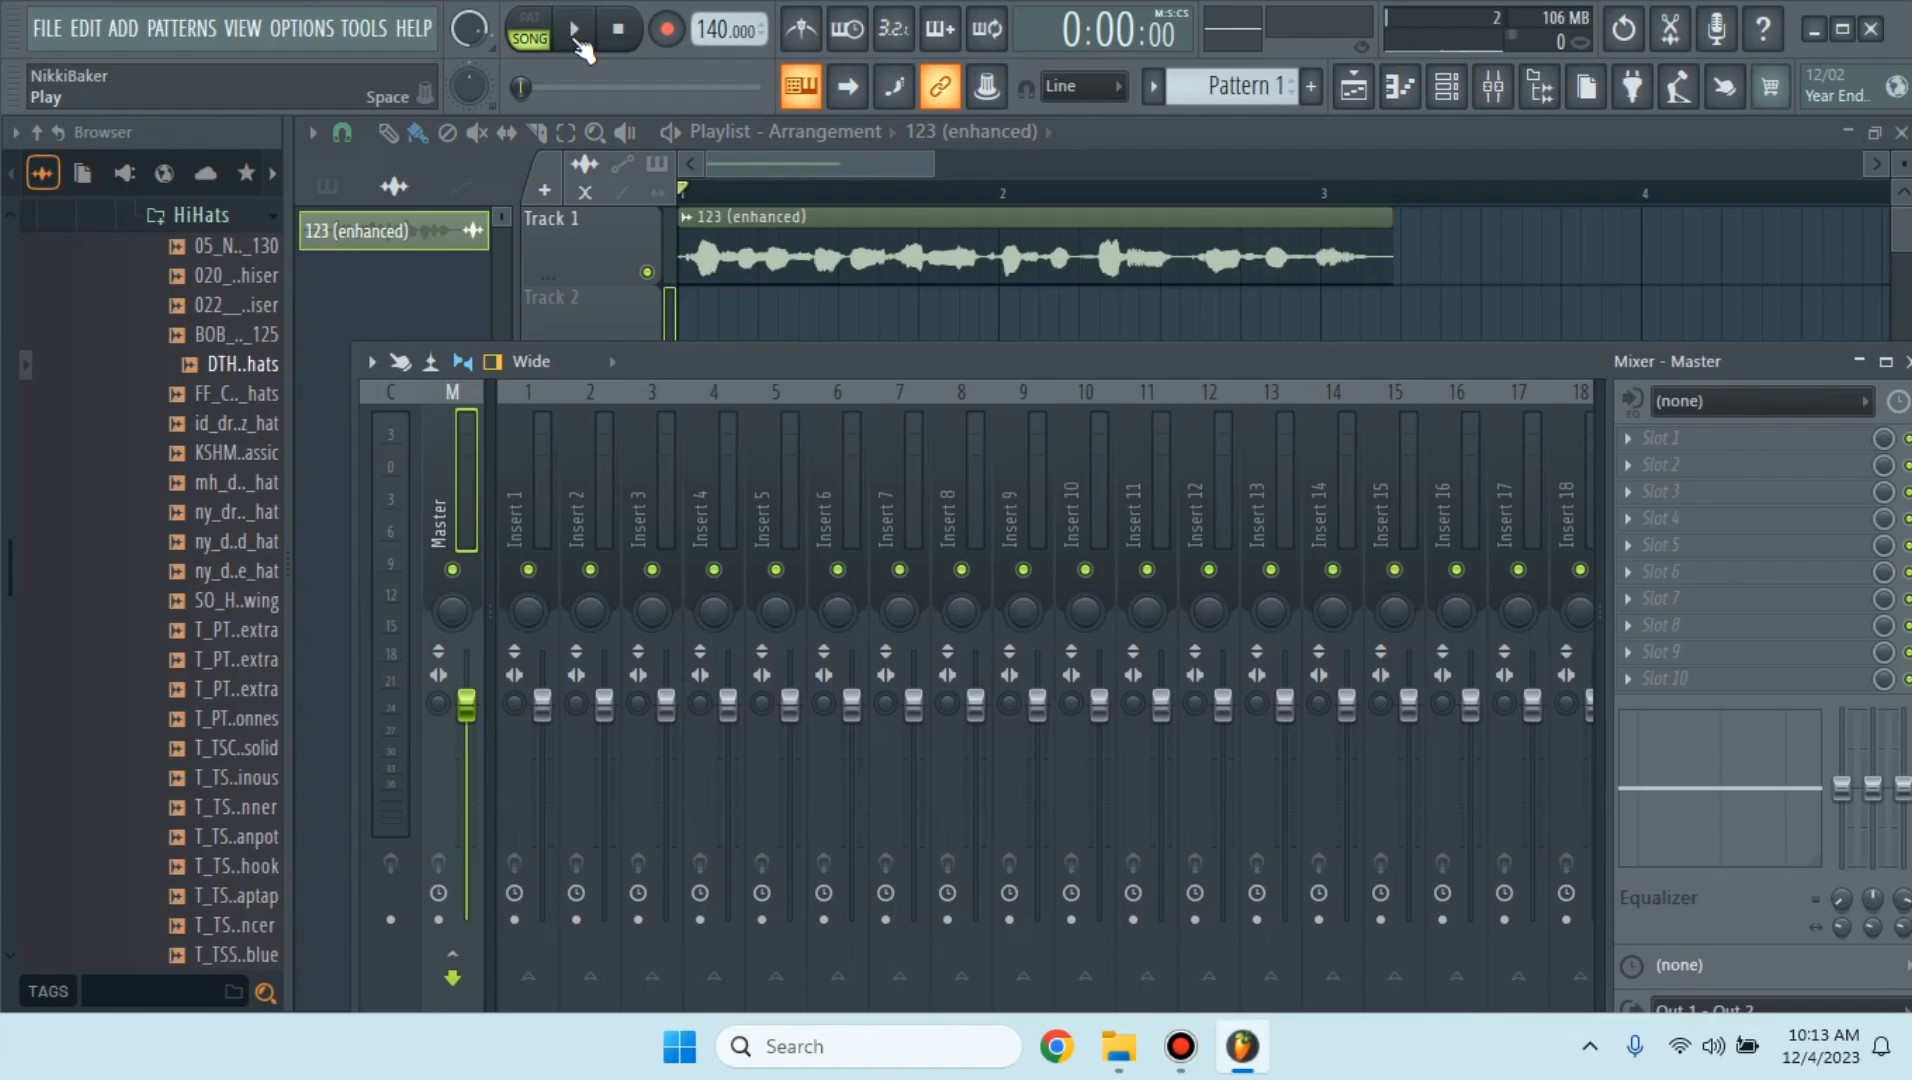 FILE EDIT ADD PATTERNS VIEW OPTIONS TOOLS HELP
PAT
SONG
140.000
3.2.
0:00:00
M:S:CS
2
106 MB
0
?
NikkiBaker
Play
Space
Line
Pattern 1
+
12/02
Year End..
Browser
Playlist - Arrangement
123 (enhanced)
HiHats
05_N.._130
020_..hiser
022__..iser
BOB_.._125
DTH..hats
FF_C.._hats
id_dr..z_hat
KSHM..assic
mh_d.._hat
ny_dr.._hat
ny_d..d_hat
ny_d..e_hat
SO_H..wing
T_PT..extra
T_PT..extra
T_PT..extra
T_PT..onnes
T_TSC..solid
T_TS..inous
T_TS..nner
T_TS..anpot
T_TS..hook
T_TS..aptap
T_TS..ncer
T_TSS..blue
TAGS
123 (enhanced)
2 3 4
Track 1
123 (enhanced)
Track 2
Wide
C M 1 2 3 4 5 6 7 8 9 10 11 12 13 14 15 16 17 18
3
0
3
6
9
12
15
18
21
24
27
30
33
36
Master
Insert 1
Insert 2
Insert 3
Insert 4
Insert 5
Insert 6
Insert 7
Insert 8
Insert 9
Insert 10
Insert 11
Insert 12
Insert 13
Insert 14
Insert 15
Insert 16
Insert 17
Insert 18
Mixer - Master
EQ
(none)
Slot 1
Slot 2
Slot 3
Slot 4
Slot 5
Slot 6
Slot 7
Slot 8
Slot 9
Slot 10
Equalizer
(none)
Out 1 - Out 2
Search
10:13 AM
12/4/2023